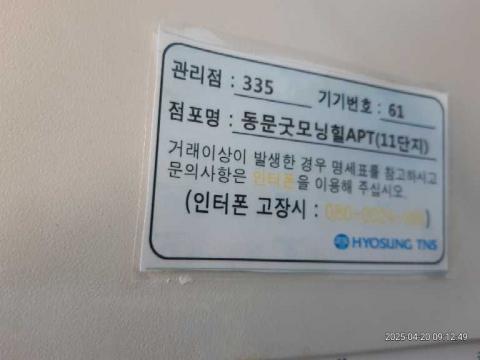 관리점 : 335 기기번호 : 61
점포명 : 동문굿모닝힐APT(11단지)
거래이상이 발생한 경우 명세표를 참고하시고
문의사항은 인터폰을 이용해 주십시오.
(인터폰 고장시 : 080-
HYOSUNG TNS
2025-04-20 09:12:49